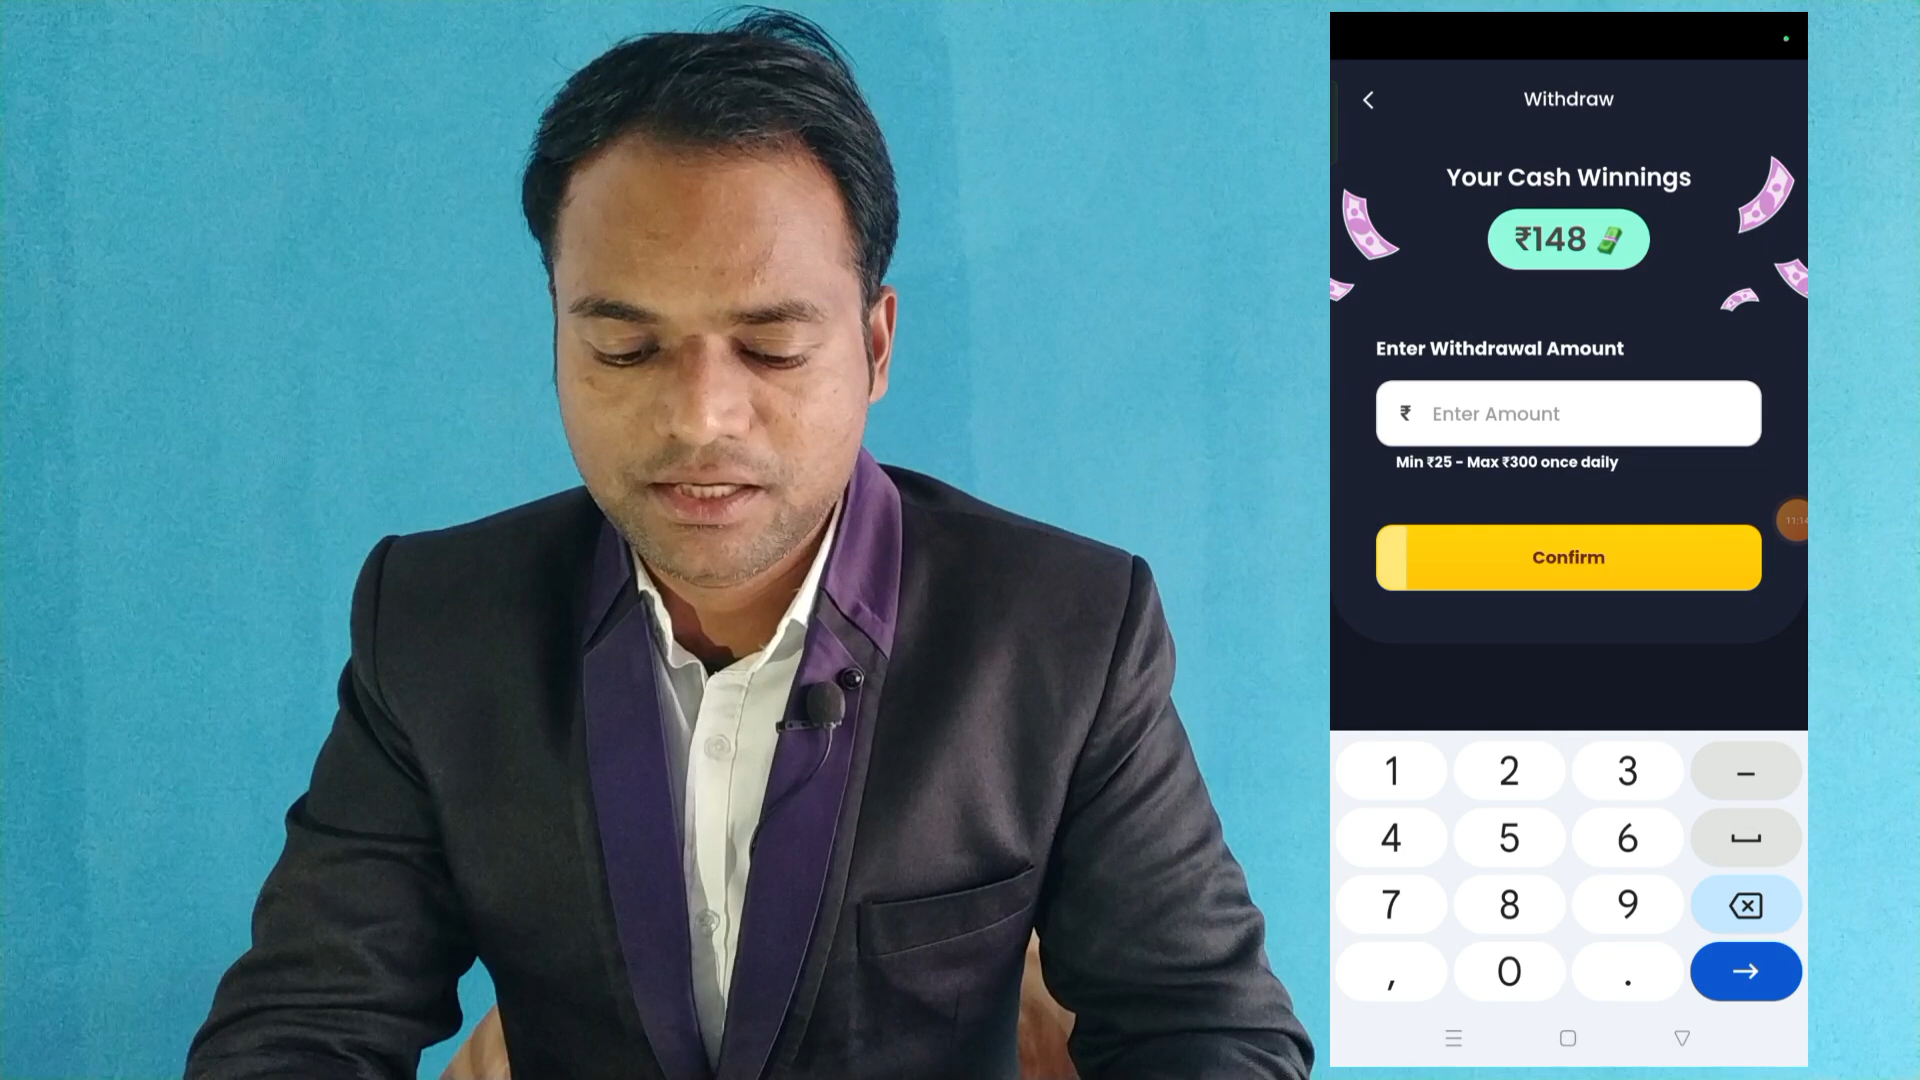 Withdraw
Your Cash Winnings
₹148
Enter Withdrawal Amount
₹ Enter Amount
Min ₹25 - Max ₹300 once daily
Confirm
1 2 3 –
4 5 6
7 8 9
, 0 .